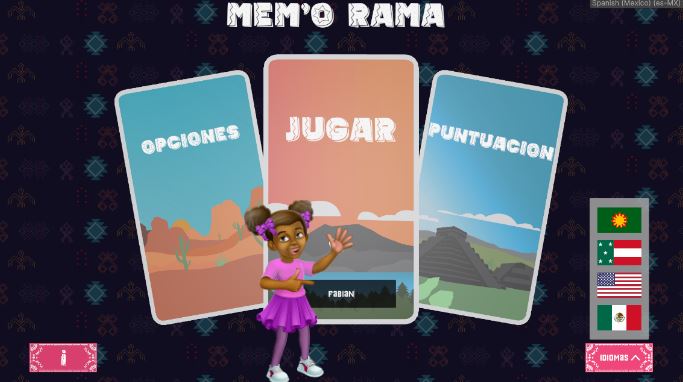 Spanish (Mexico) (es-MX)
MEM'O RAMA
OPCIONES
JUGAR
PUNTUACION
FABIAN
i
IDIOMAS